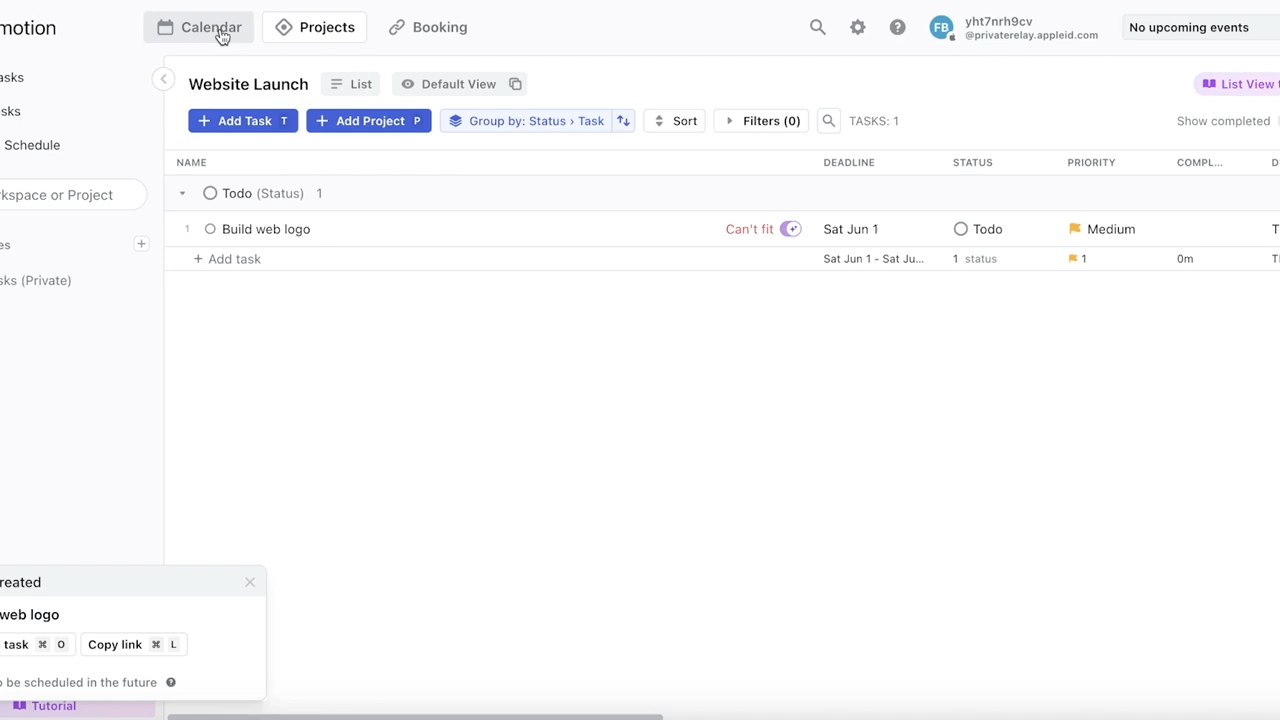 motion
Calendar
Projects
Booking
FB
yht7nrh9cv
@privaterelay.appleid.com
No upcoming events
asks
sks
Schedule
rkspace or Project
es
sks (Private)
Website Launch
List
Default View
List View t
+ Add Task T
+ Add Project P
Group by: Status › Task
Sort
Filters (0)
TASKS: 1
Show completed
NAME DEADLINE STATUS PRIORITY COMPL... D
Todo (Status) 1
1 Build web logo Can't fit Sat Jun 1 Todo Medium T
+ Add task Sat Jun 1 - Sat Ju... 1 status 1 0m Tl
reated
web logo
task ⌘ O Copy link ⌘ L
o be scheduled in the future
Tutorial